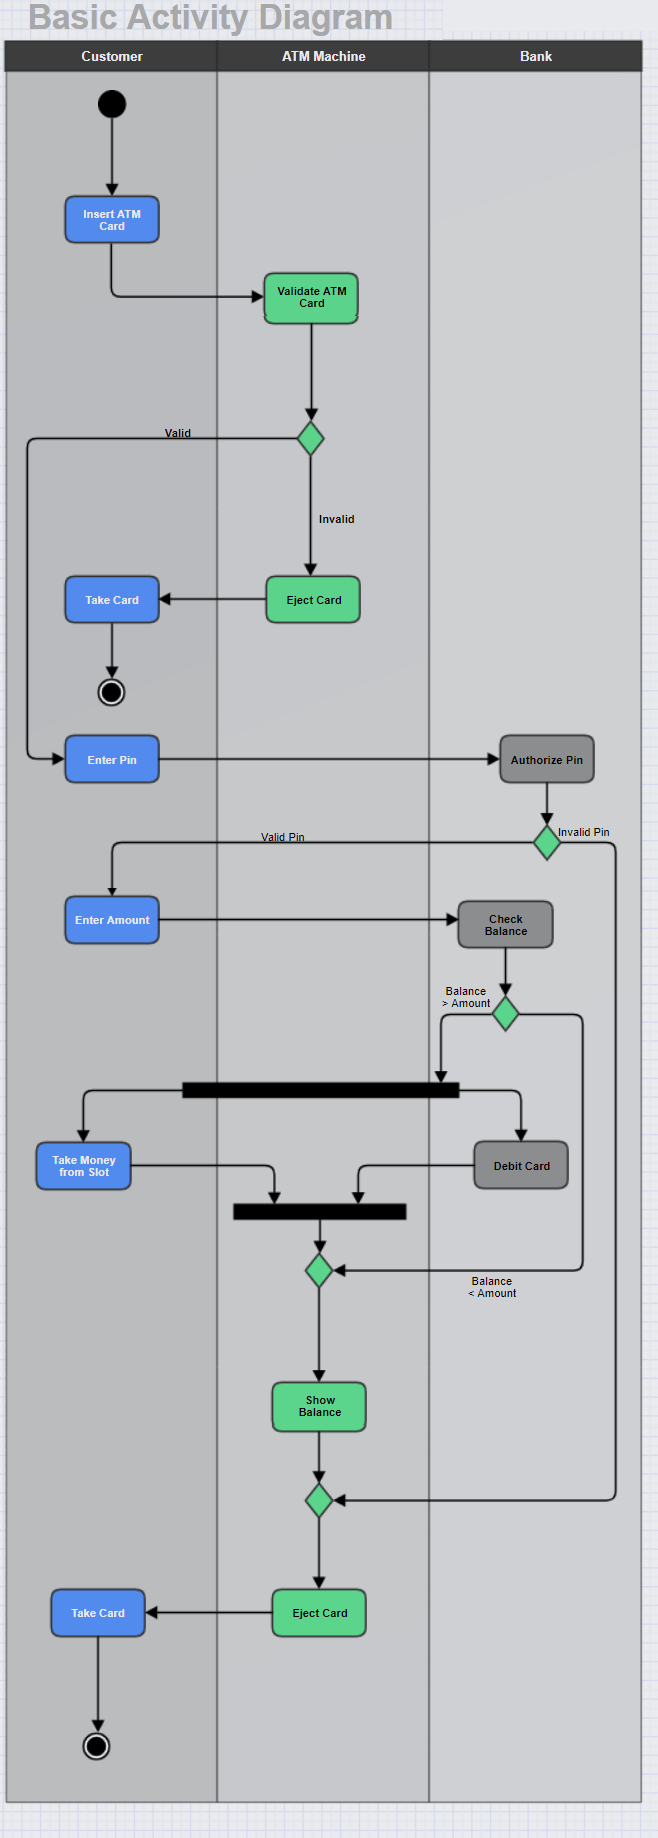 Basic Activity Diagram
Customer
ATM Machine
Bank
Insert ATM
Card
Validate ATM
Card
Valid
Invalid
Take Card
Eject Card
Enter Pin
Authorize Pin
Valid Pin
Invalid Pin
Enter Amount
Check
Balance
Balance
> Amount
Take Money
from Slot
Debit Card
Balance
< Amount
Show
Balance
Take Card
Eject Card